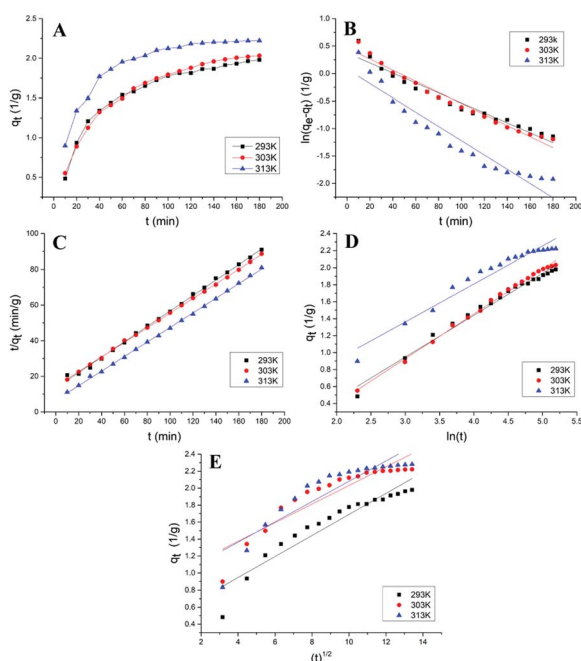 A
qt (1/g)
2.5
2.0
1.5
1.0
0.5
0 20 40 60 80 100 120 140 160 180 200
t (min)
293K
303K
313K
B
ln(qe-qt) (1/g)
1.0
0.5
0.0
-0.5
-1.0
-1.5
-2.0
0 20 40 60 80 100 120 140 160 180 200
t (min)
293k
303K
313K
C
t/qt (min/g)
100
80
60
40
20
0
0 20 40 60 80 100 120 140 160 180 200
t (min)
293K
303K
313K
D
qt (1/g)
2.6
2.4
2.2
2.0
1.8
1.6
1.4
1.2
1.0
0.8
0.6
0.4
0.2
2.0 2.5 3.0 3.5 4.0 4.5 5.0 5.5
ln(t)
293K
303K
313K
E
qt (1/g)
2.4
2.2
2.0
1.8
1.6
1.4
1.2
1.0
0.8
0.6
0.4
2 4 6 8 10 12 14
(t)1/2
293K
303K
313K